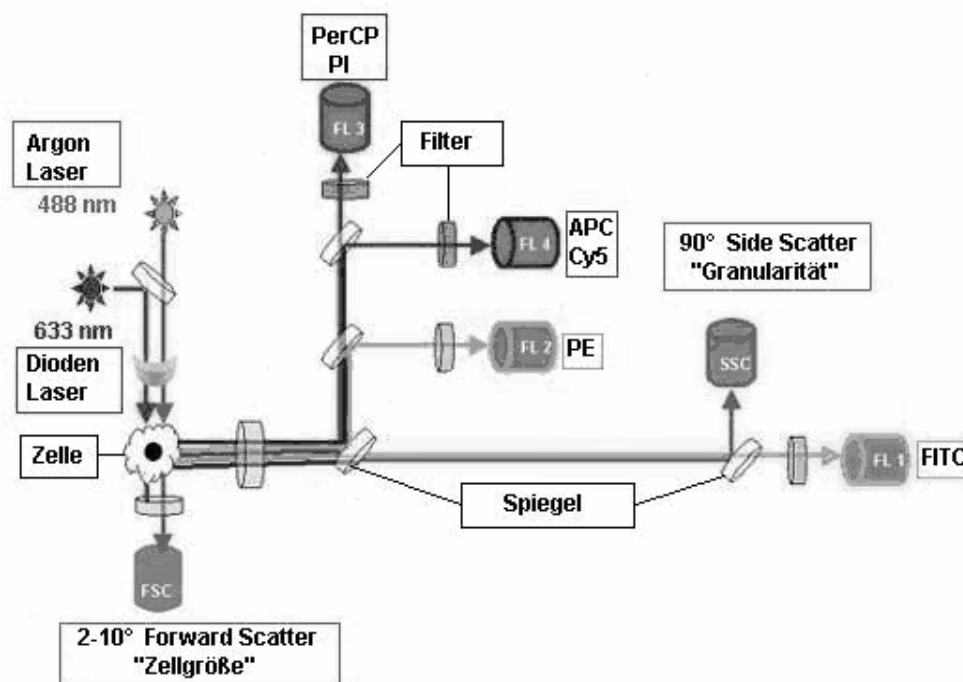 PerCP
PI
FL 3
Argon
Laser
488 nm
Filter
FL 4
APC
Cy5
90° Side Scatter
"Granularität"
633 nm
Dioden
Laser
FL 2
PE
SSC
Zelle
FL 1
FITC
Spiegel
FSC
2-10° Forward Scatter
"Zellgröße"